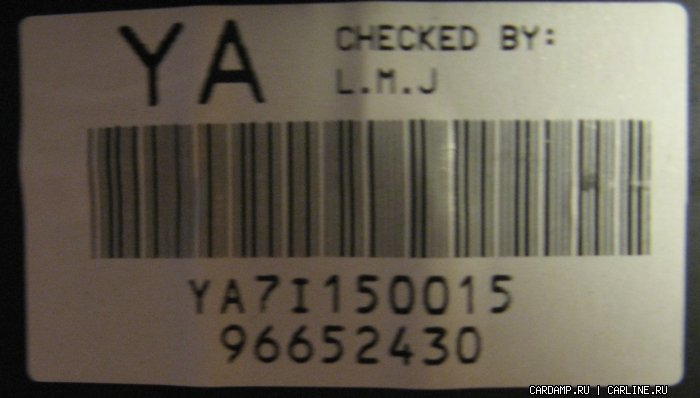 YA
CHECKED BY:
L.M.J
YA7I150015
96652430
CARDAMP.RU | CARLINE.RU